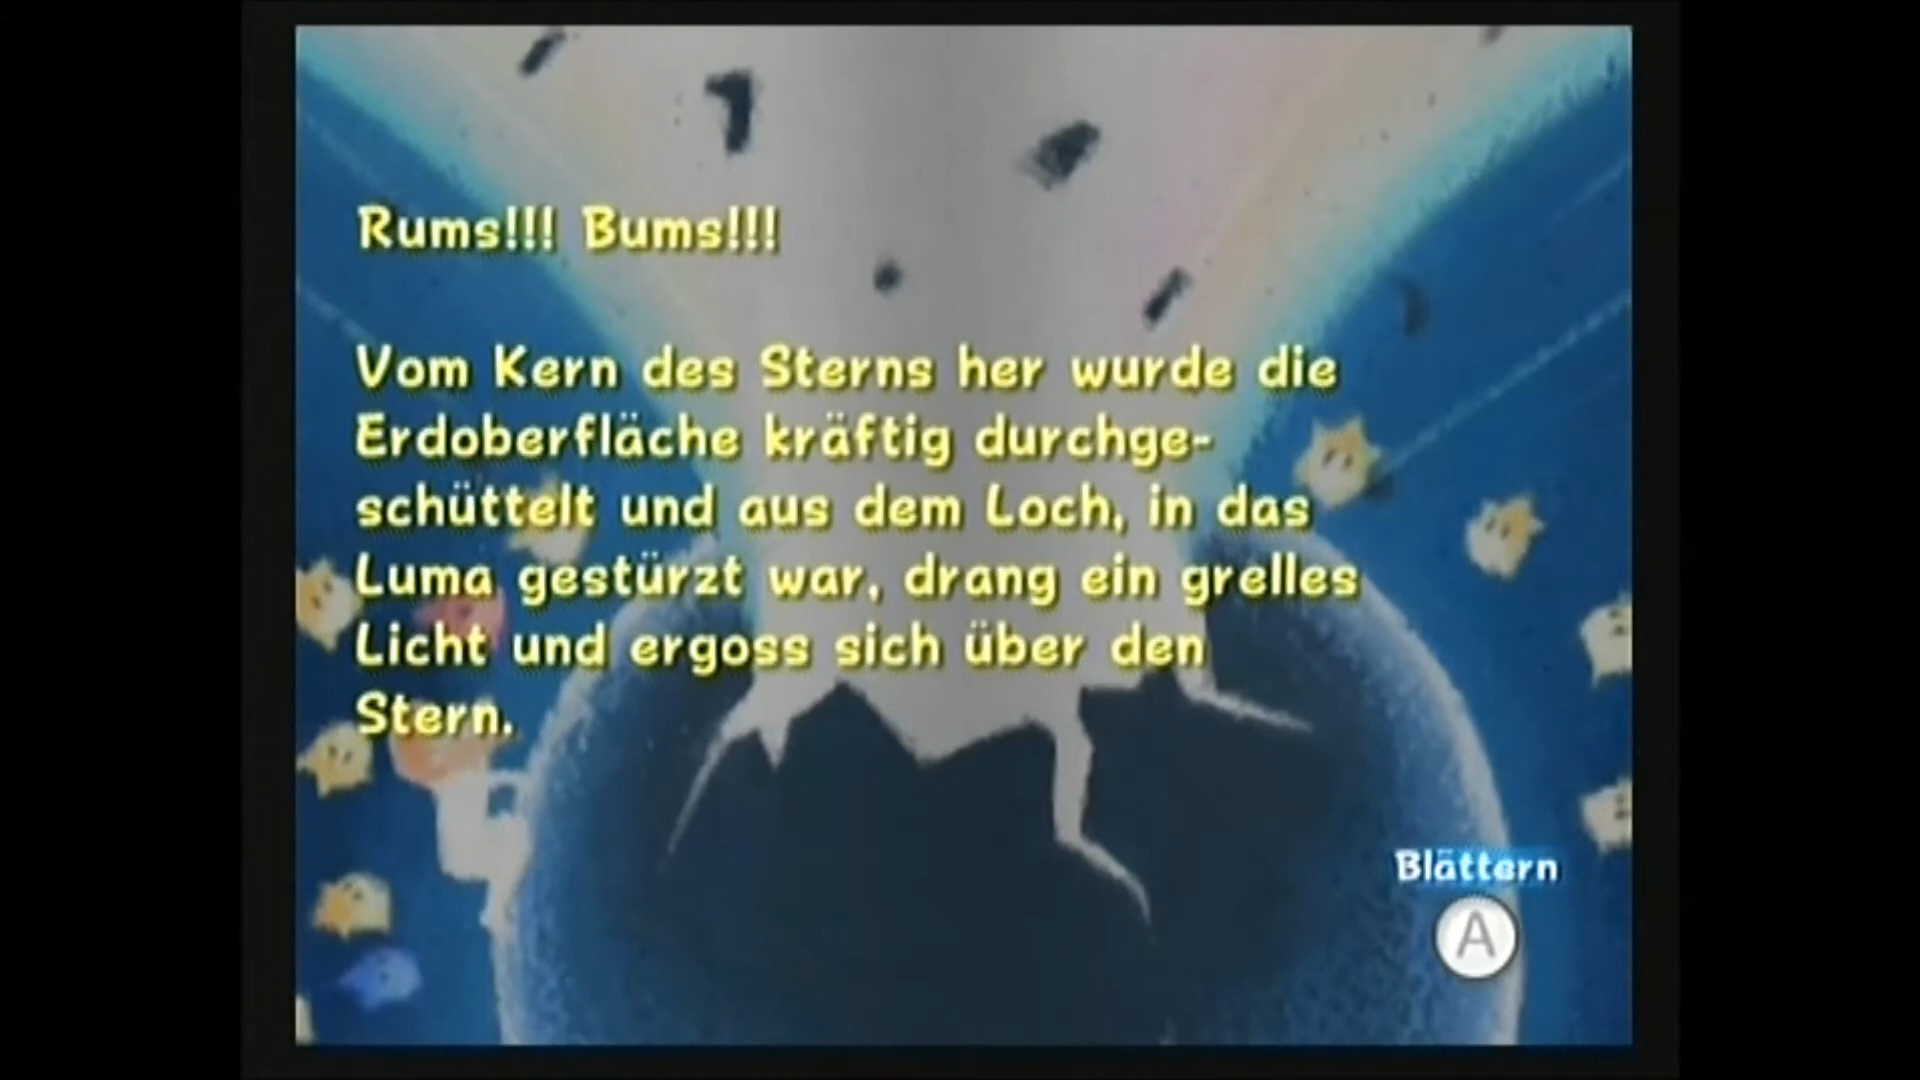 Rums!!! Bums!!!
Vom Kern des Sterns her wurde die
Erdoberfläche kräftig durchge-
schüttelt und aus dem Loch, in das
Luma gestürzt war, drang ein grelles
Licht und ergoss sich über den
Stern.
Blättern
A